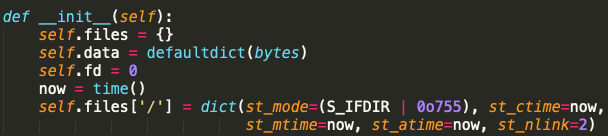 def __init__(self):
    self.files = {}
    self.data = defaultdict(bytes)
    self.fd = 0
    now = time()
    self.files['/'] = dict(st_mode=(S_IFDIR | 0o755), st_ctime=now,
                           st_mtime=now, st_atime=now, st_nlink=2)